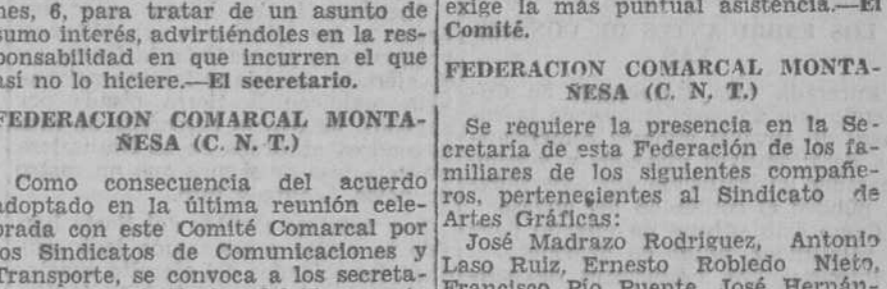 nes, 6, para tratar de un asunto de
sumo interés, advirtiéndoles en la res-
ponsabilidad en que incurren el que
así no lo hiciere.—El secretario.
FEDERACION COMARCAL MONTA-
ÑESA (C. N. T.)
Como consecuencia del acuerdo
adoptado en la última reunión cele-
brada con este Comité Comarcal por
los Sindicatos de Comunicaciones y
Transporte, se convoca a los secreta-
exige la más puntual asistencia.—El
Comité.
FEDERACION COMARCAL MONTA-
ÑESA (C. N. T.)
Se requiere la presencia en la Se-
cretaría de esta Federación de los fa-
miliares de los siguientes compañe-
ros, pertenecientes al Sindicato de
Artes Gráficas:
José Madrazo Rodríguez, Antonio
Laso Ruiz, Ernesto Robledo Nieto,
Francisco Pío Puente, José Hernán-